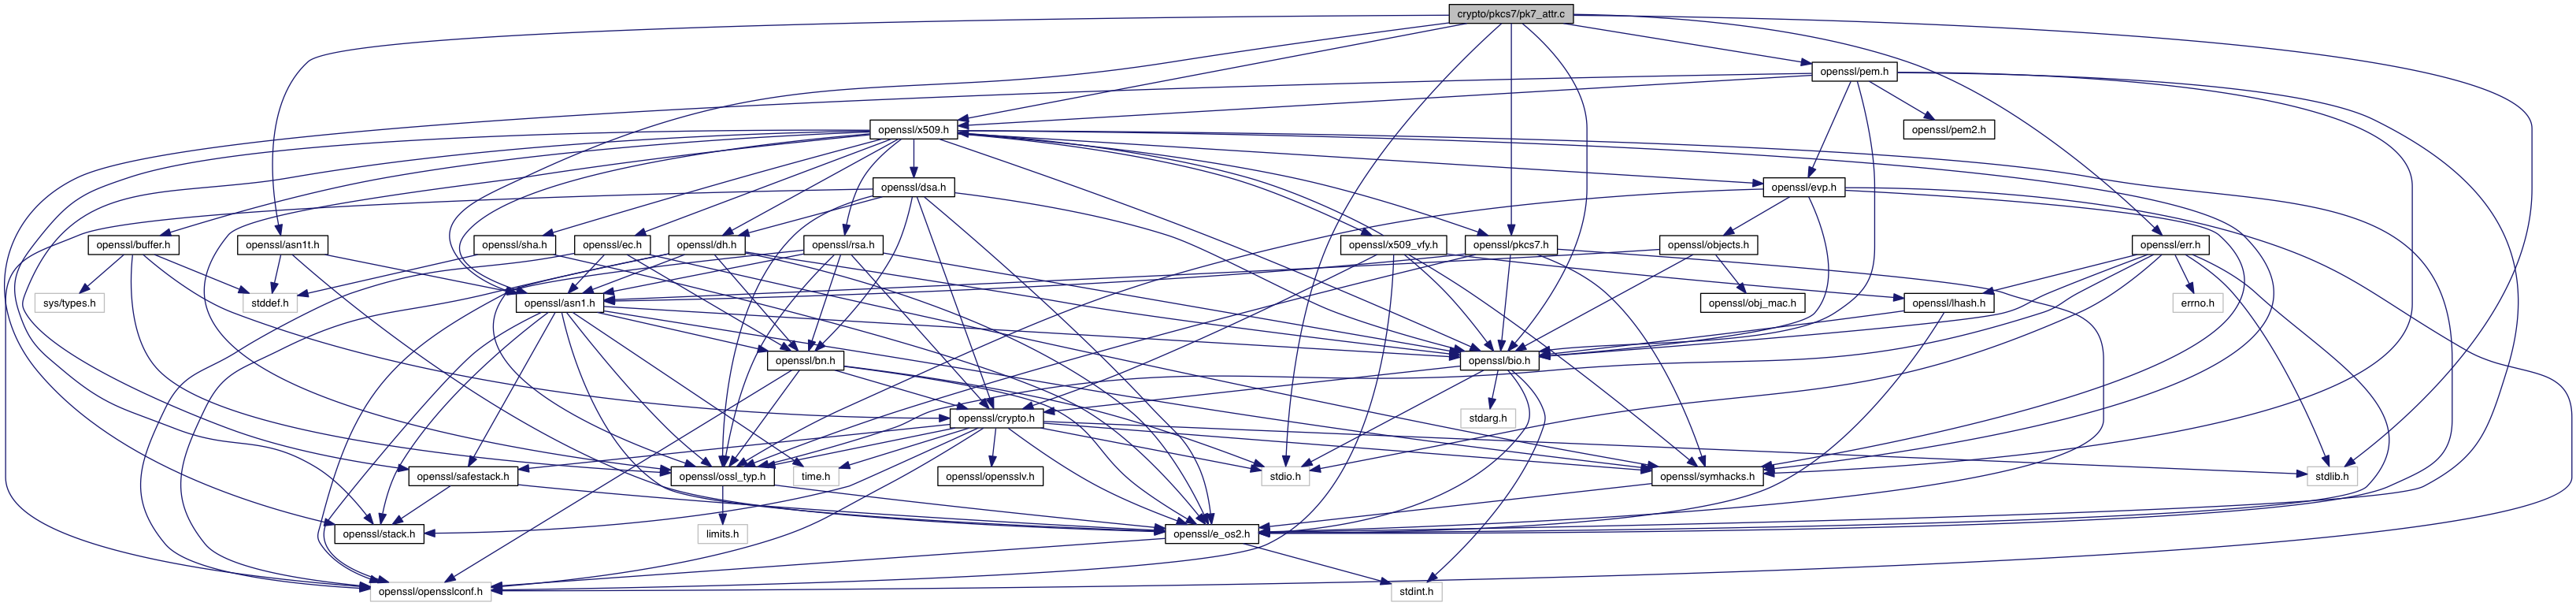 crypto/pkcs7/pk7_attr.c
openssl/pem.h
openssl/x509.h
openssl/pem2.h
openssl/dsa.h
openssl/evp.h
openssl/buffer.h
openssl/asn1t.h
openssl/sha.h
openssl/ec.h
openssl/dh.h
openssl/rsa.h
openssl/x509_vfy.h
openssl/pkcs7.h
openssl/objects.h
openssl/err.h
sys/types.h
stddef.h
openssl/asn1.h
openssl/obj_mac.h
openssl/lhash.h
errno.h
openssl/bn.h
openssl/bio.h
openssl/crypto.h
stdarg.h
openssl/safestack.h
openssl/ossl_typ.h
time.h
openssl/opensslv.h
stdio.h
openssl/symhacks.h
stdlib.h
openssl/stack.h
limits.h
openssl/e_os2.h
openssl/opensslconf.h
stdint.h